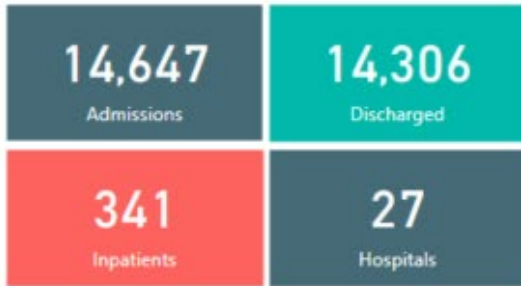 14,647
Admissions
14,306
Discharged
341
Inpatients
27
Hospitals